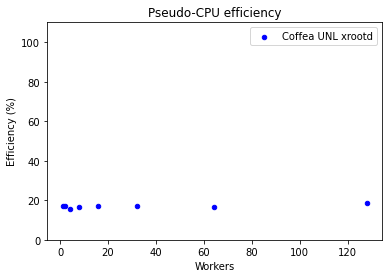 Pseudo-CPU efficiency
Coffea UNL xrootd
Efficiency (%)
100
80
60
40
20
0
0 20 40 60 80 100 120
Workers